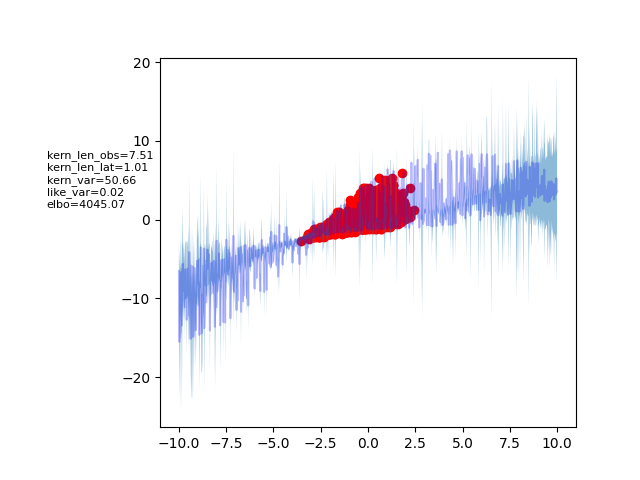 20
10
0
−10
−20
kern_len_obs=7.51
kern_len_lat=1.01
kern_var=50.66
like_var=0.02
elbo=4045.07
−10.0 −7.5 −5.0 −2.5 0.0 2.5 5.0 7.5 10.0